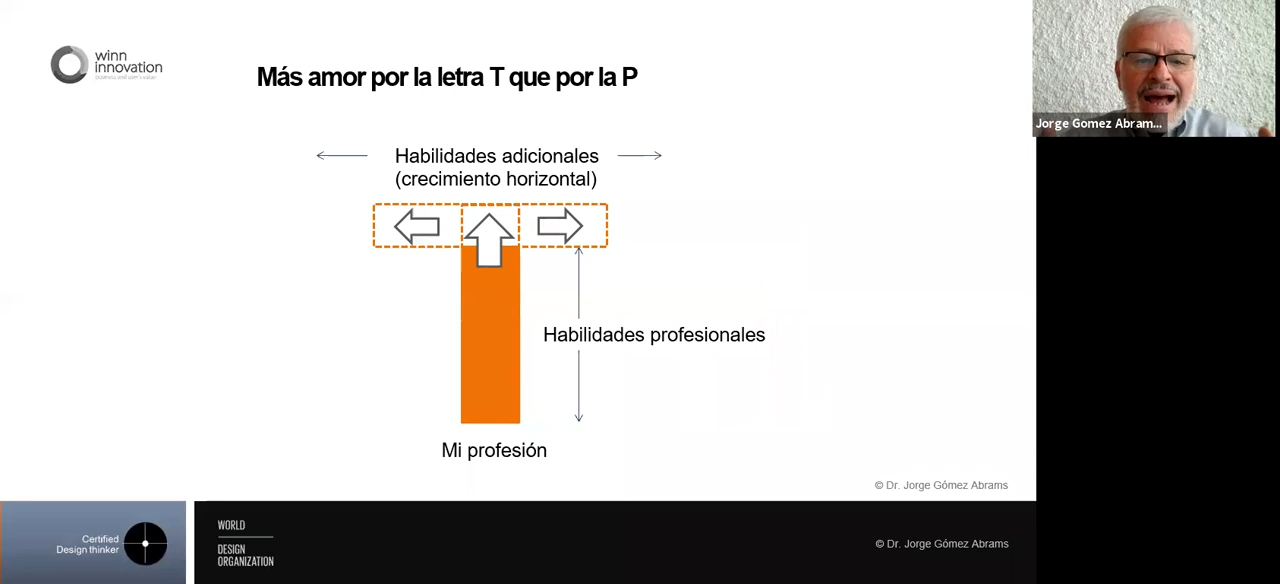 winn
innovation
Más amor por la letra T que por la P
Jorge Gomez Abram...
Habilidades adicionales
(crecimiento horizontal)
Habilidades profesionales
Mi profesión
© Dr. Jorge Gómez Abrams
Certified
Design thinker
WORLD
DESIGN
ORGANIZATION
© Dr. Jorge Gómez Abrams